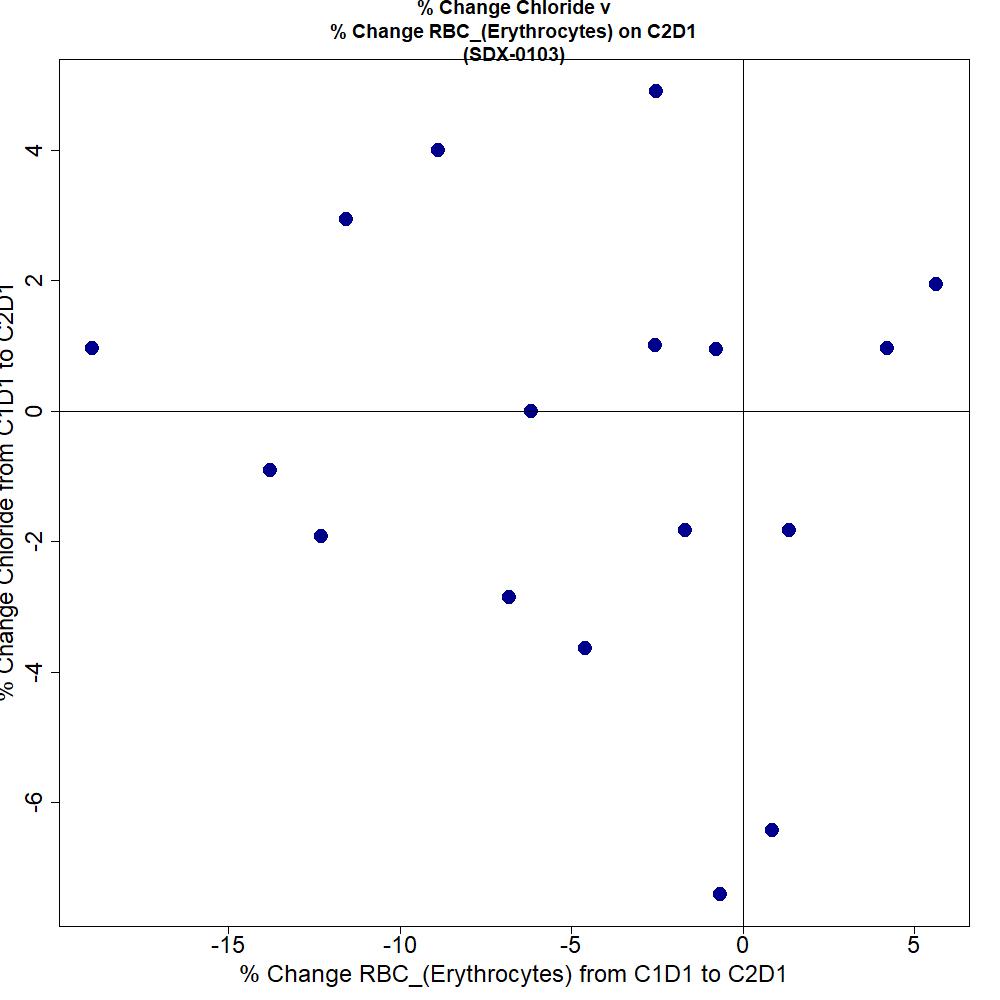 % Change Chloride v
% Change RBC_(Erythrocytes) on C2D1
(SDX-0103)
% Change Chloride from C1D1 to C2D1
4
2
0
-2
-4
-6
-15
-10
-5
0
5
% Change RBC_(Erythrocytes) from C1D1 to C2D1